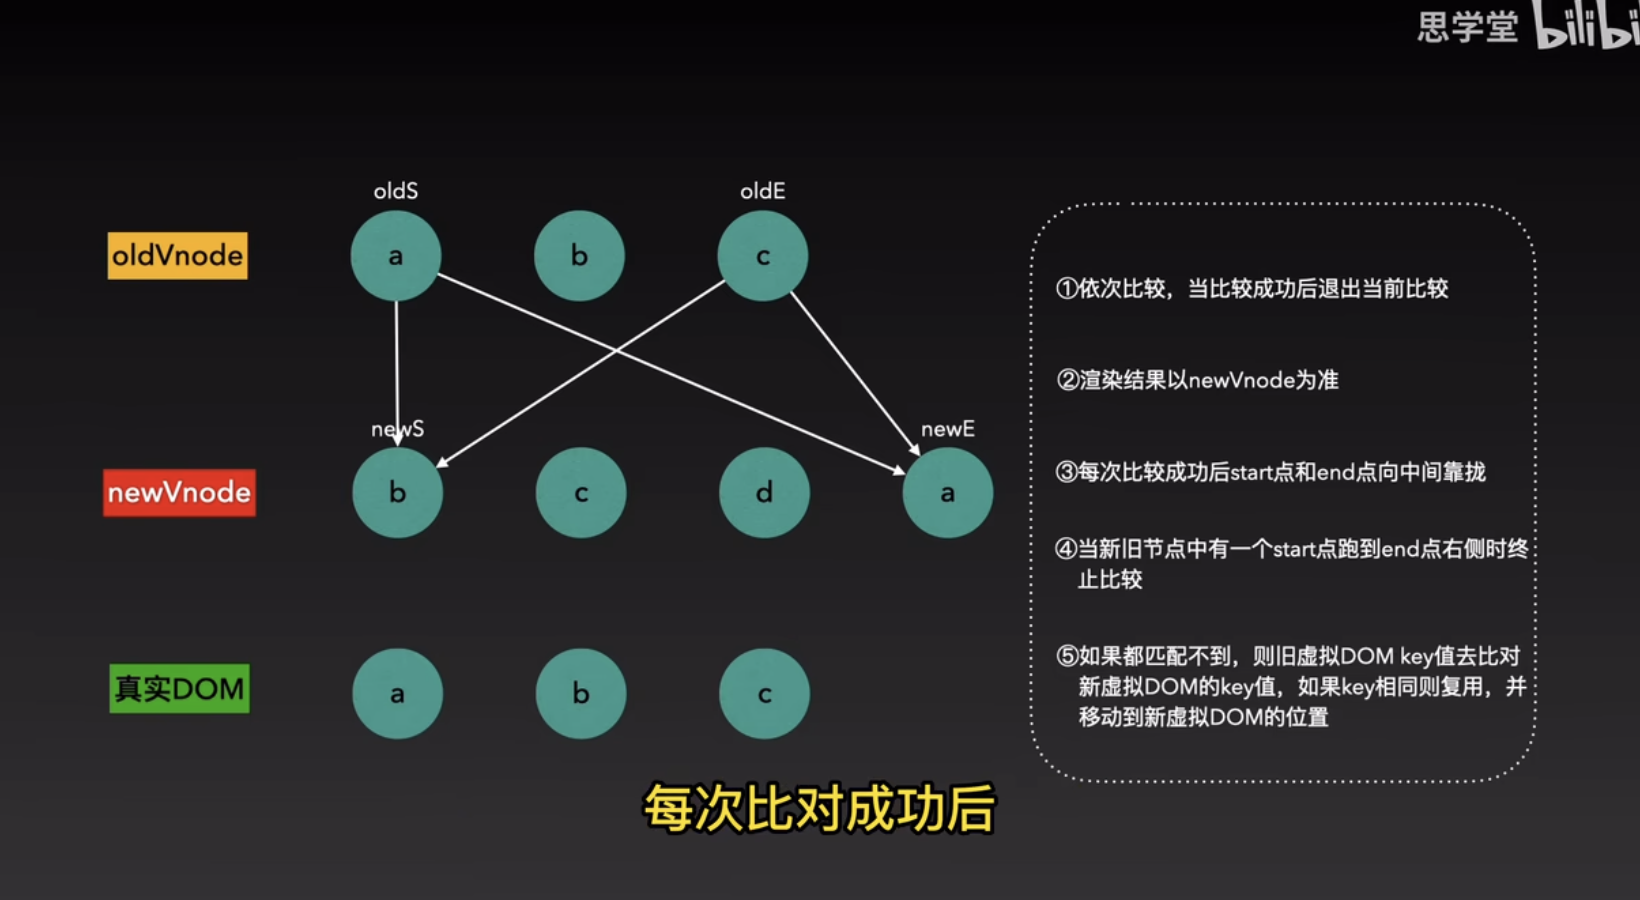 思学堂 bilibili
oldS
oldE
oldVnode
a
b
c
newS
newE
newVnode
b
c
d
a
真实DOM
a
b
c
①依次比较，当比较成功后退出当前比较
②渲染结果以newVnode为准
③每次比较成功后start点和end点向中间靠拢
④当新旧节点中有一个start点跑到end点右侧时终
止比较
⑤如果都匹配不到，则旧虚拟DOM key值去比对
新虚拟DOM的key值，如果key相同则复用，并
移动到新虚拟DOM的位置
每次比对成功后